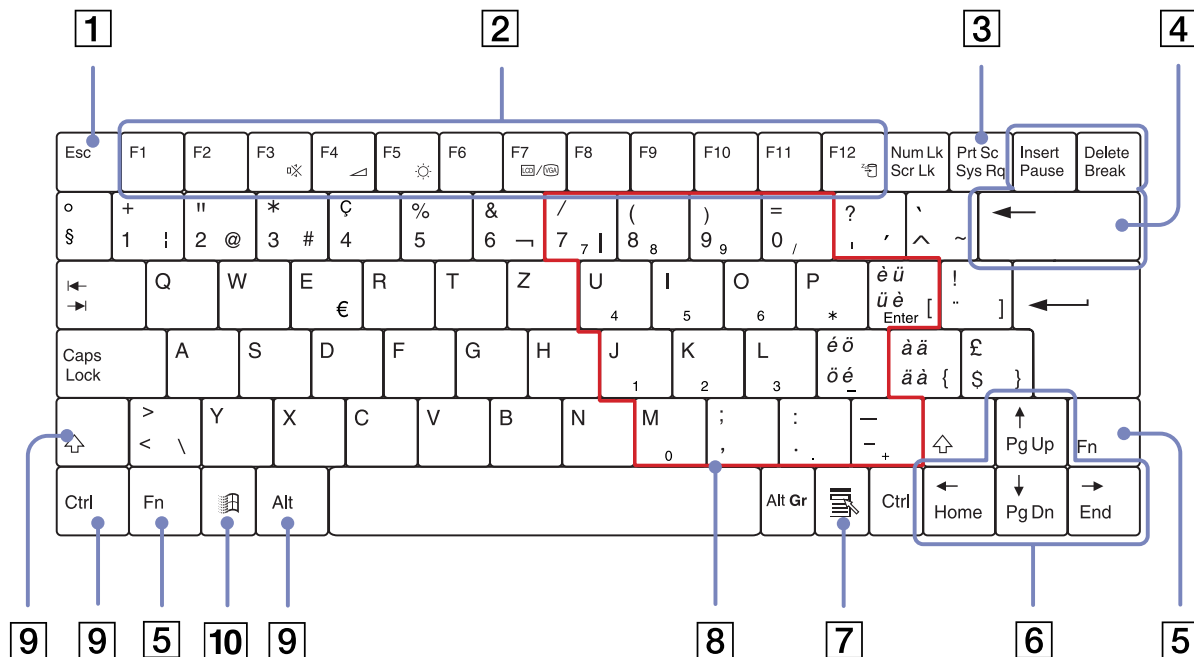 1 2 3 4
Esc F1 F2 F3 F4 F5 F6 F7 LCD / VGA F8 F9 F10 F11 F12 z z Num Lk Scr Lk Prt Sc Sys Rq Insert Pause Delete Break
° § + 1 ¦ " 2 @ * 3 # ç 4 % 5 & 6 ¬ / 7 7 | ( 8 8 ) 9 9 = 0 / ? ' ´ ` ^ ~ ←
Q W E € R T Z U 4 I 5 O 6 P * è ü ü è Enter [ ! ¨ ]
Caps Lock A S D F G H J 1 K 2 L 3 é ö ö é _ à ä ä à { £ $ }
> < \ Y X C V B N M 0 ; , : . . — – + ↑ Pg Up Fn
Ctrl Fn Alt Alt Gr Ctrl ← Home ↓ Pg Dn → End
9 9 5 10 9 8 7 6 5